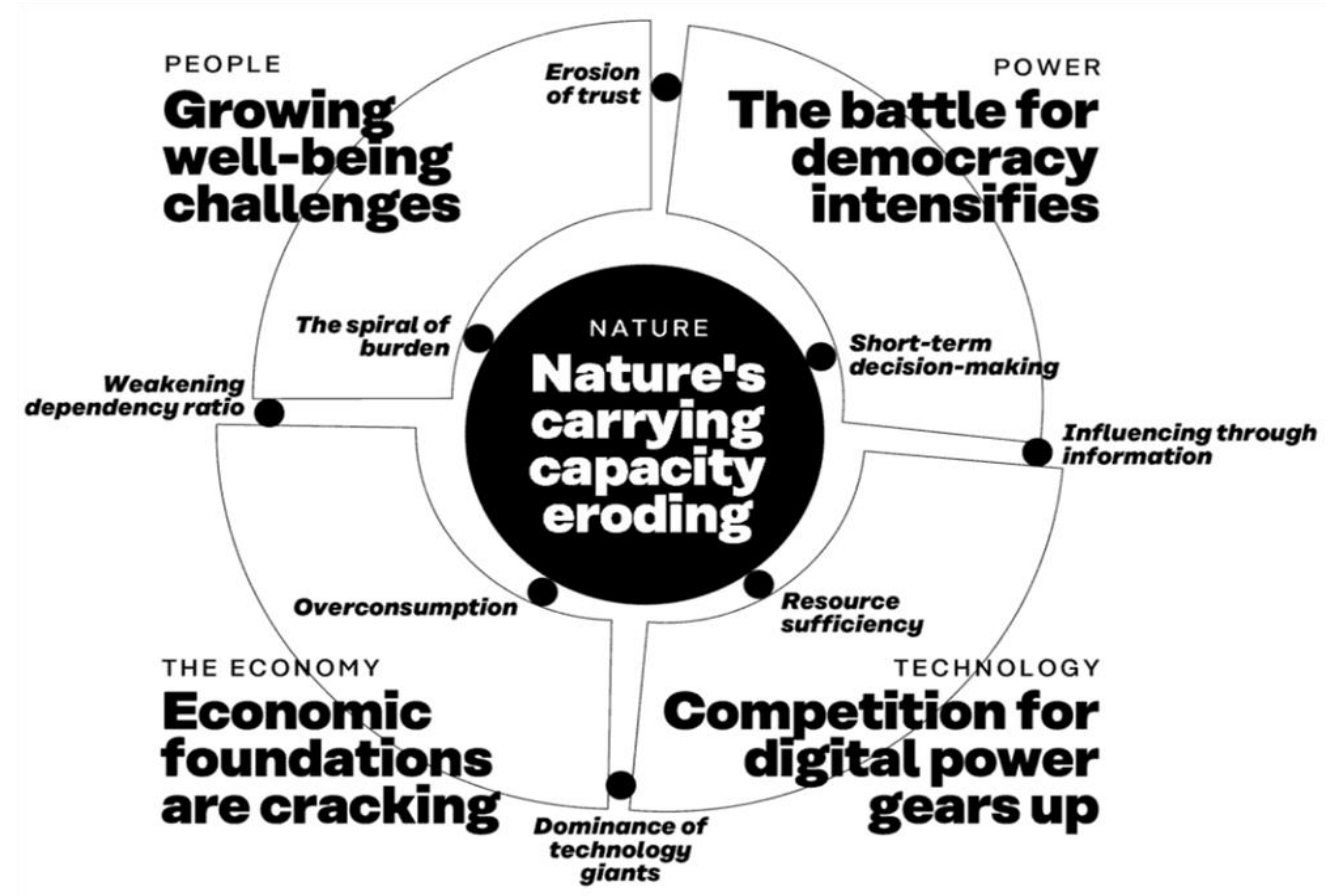 PEOPLE
Growing
well-being
challenges
Erosion
of trust
POWER
The battle for
democracy
intensifies
The spiral of
burden
Weakening
dependency ratio
NATURE
Nature's
carrying
capacity
eroding
Short-term
decision-making
Influencing through
information
Overconsumption
Resource
sufficiency
THE ECONOMY
Economic
foundations
are cracking
TECHNOLOGY
Competition for
digital power
gears up
Dominance of
technology
giants